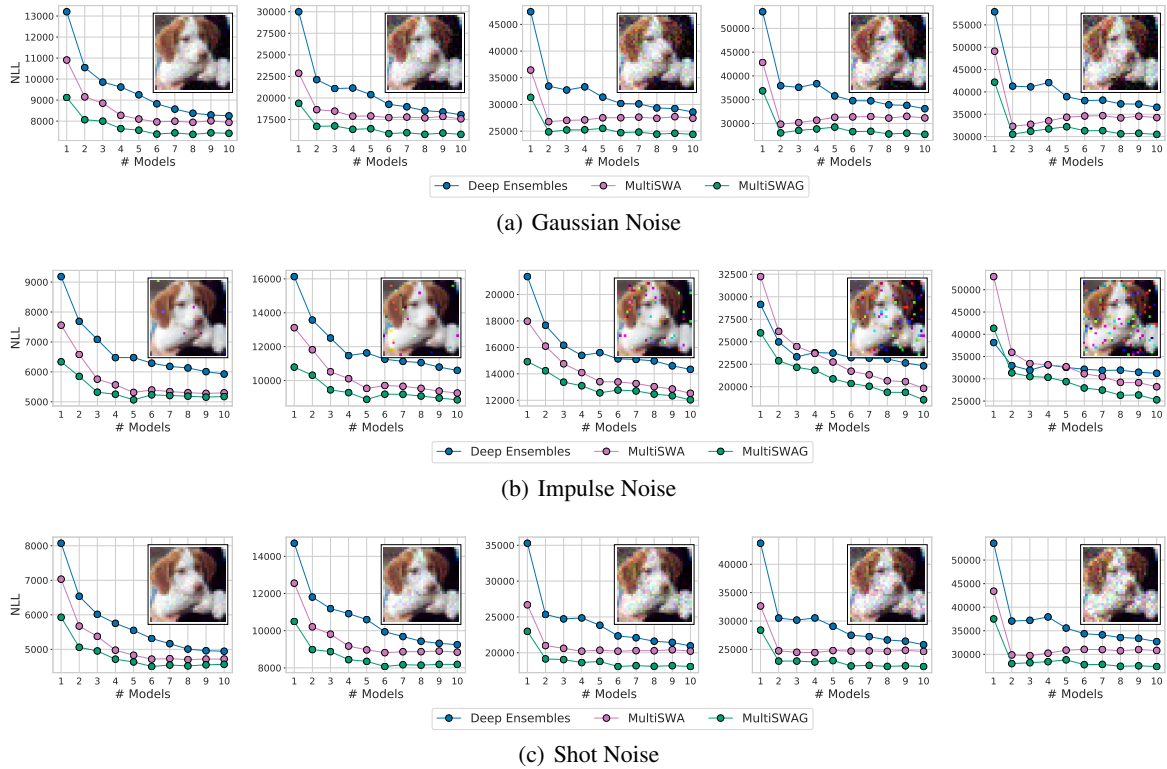 13000
12000
11000
10000
9000
8000
NLL
1 2 3 4 5 6 7 8 9 10
# Models
30000
27500
25000
22500
20000
17500
1 2 3 4 5 6 7 8 9 10
# Models
45000
40000
35000
30000
25000
1 2 3 4 5 6 7 8 9 10
# Models
50000
45000
40000
35000
30000
1 2 3 4 5 6 7 8 9 10
# Models
55000
50000
45000
40000
35000
30000
1 2 3 4 5 6 7 8 9 10
# Models
Deep Ensembles MultiSWA MultiSWAG
(a) Gaussian Noise
9000
8000
7000
6000
5000
NLL
1 2 3 4 5 6 7 8 9 10
# Models
16000
14000
12000
10000
1 2 3 4 5 6 7 8 9 10
# Models
20000
18000
16000
14000
12000
1 2 3 4 5 6 7 8 9 10
# Models
32500
30000
27500
25000
22500
20000
1 2 3 4 5 6 7 8 9 10
# Models
50000
45000
40000
35000
30000
25000
1 2 3 4 5 6 7 8 9 10
# Models
Deep Ensembles MultiSWA MultiSWAG
(b) Impulse Noise
8000
7000
6000
5000
NLL
1 2 3 4 5 6 7 8 9 10
# Models
14000
12000
10000
8000
1 2 3 4 5 6 7 8 9 10
# Models
35000
30000
25000
20000
1 2 3 4 5 6 7 8 9 10
# Models
40000
35000
30000
25000
1 2 3 4 5 6 7 8 9 10
# Models
50000
45000
40000
35000
30000
1 2 3 4 5 6 7 8 9 10
# Models
Deep Ensembles MultiSWA MultiSWAG
(c) Shot Noise